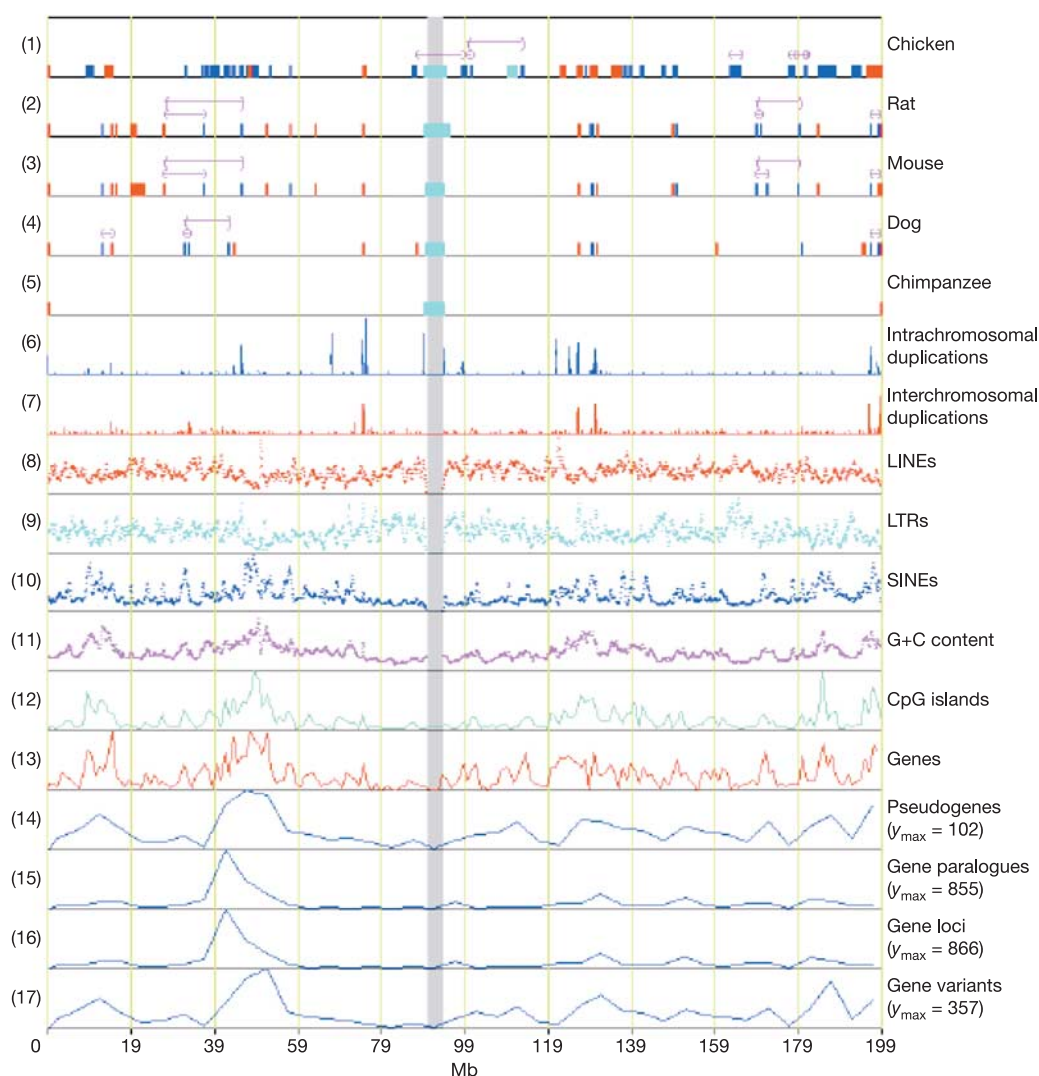 (1) Chicken
(2) Rat
(3) Mouse
(4) Dog
(5) Chimpanzee
(6) Intrachromosomal
duplications
(7) Interchromosomal
duplications
(8) LINEs
(9) LTRs
(10) SINEs
(11) G+C content
(12) CpG islands
(13) Genes
(14) Pseudogenes
(ymax = 102)
(15) Gene paralogues
(ymax = 855)
(16) Gene loci
(ymax = 866)
(17) Gene variants
(ymax = 357)
0 19 39 59 79 99 119 139 159 179 199
Mb